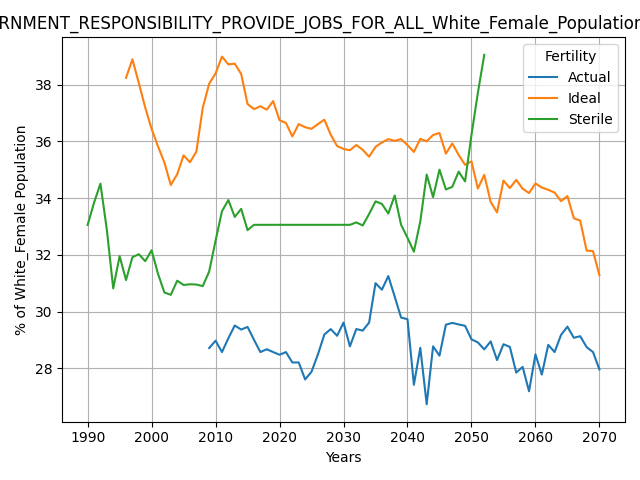 RNMENT_RESPONSIBILITY_PROVIDE_JOBS_FOR_ALL_White_Female_Population
Fertility
Actual
Ideal
Sterile
% of White_Female Population
38
36
34
32
30
28
1990 2000 2010 2020 2030 2040 2050 2060 2070
Years